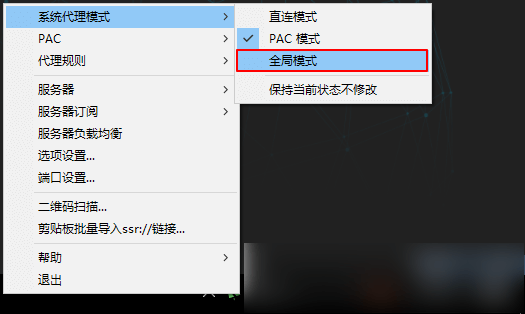 系统代理模式
PAC
代理规则
服务器
服务器订阅
服务器负载均衡
选项设置...
端口设置...
二维码扫描...
剪贴板批量导入ssr://链接...
帮助
退出
直连模式
PAC 模式
全局模式
保持当前状态不修改